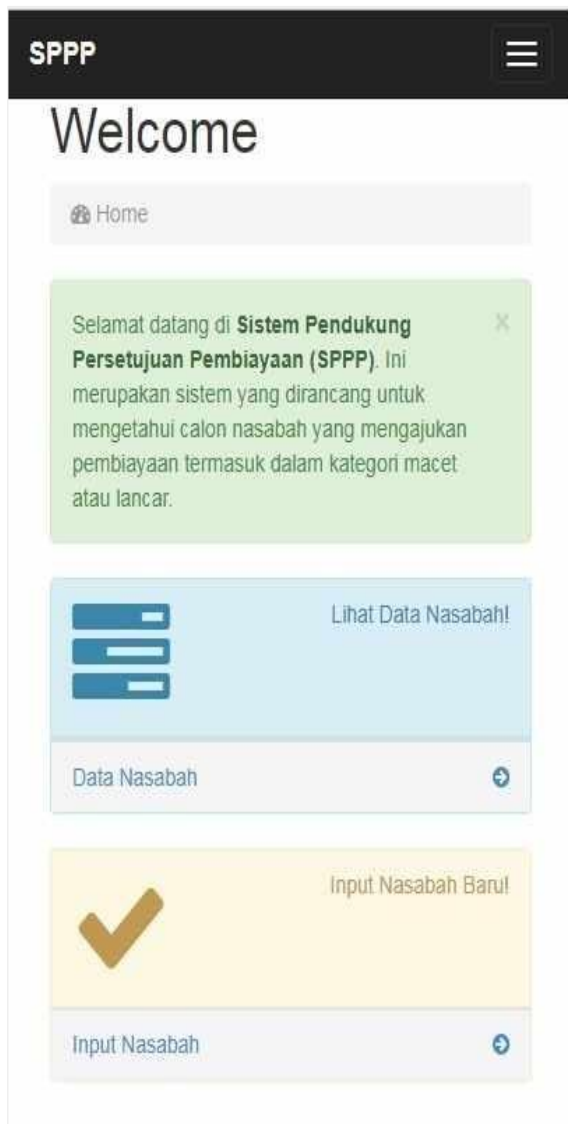 SPPP
Welcome
Home
Selamat datang di Sistem Pendukung
Persetujuan Pembiayaan (SPPP). Ini
merupakan sistem yang dirancang untuk
mengetahui calon nasabah yang mengajukan
pembiayaan termasuk dalam kategori macet
atau lancar.
Lihat Data Nasabah!
Data Nasabah
Input Nasabah Baru!
Input Nasabah